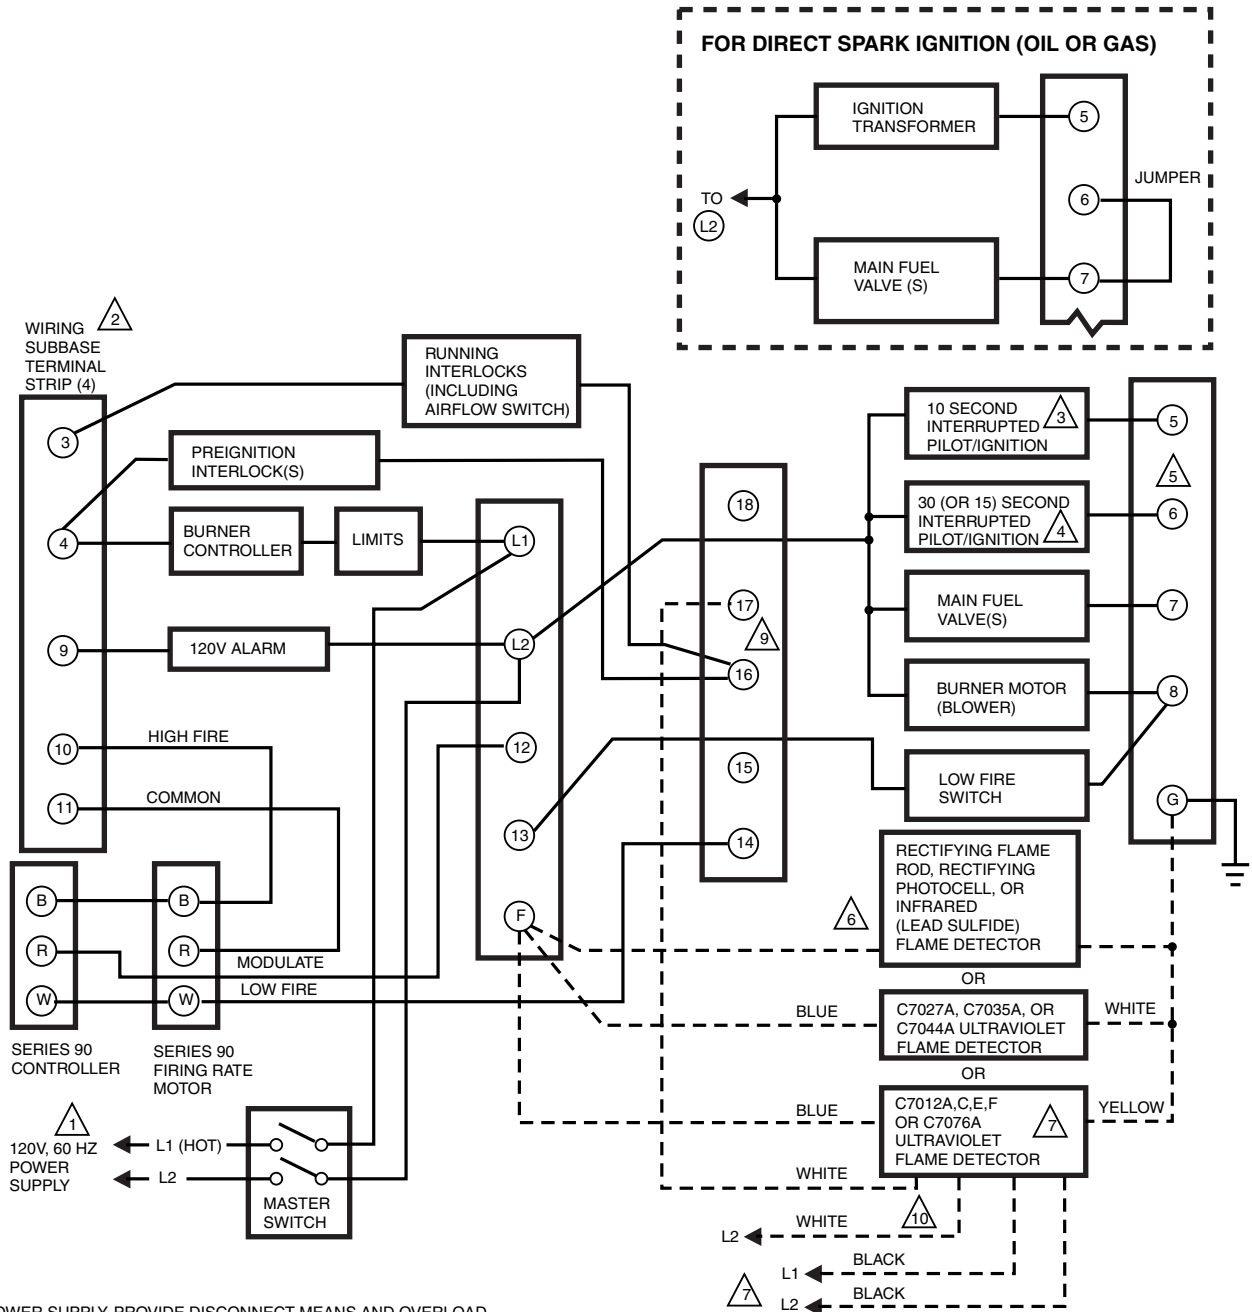 FOR DIRECT SPARK IGNITION (OIL OR GAS)
IGNITION
TRANSFORMER
5
JUMPER
6
TO
L2
MAIN FUEL
VALVE (S)
7
2
WIRING
SUBBASE
TERMINAL
STRIP (4)
3
4
9
10
11
RUNNING
INTERLOCKS
(INCLUDING
AIRFLOW SWITCH)
PREIGNITION
INTERLOCK(S)
BURNER
CONTROLLER
LIMITS
120V ALARM
HIGH FIRE
COMMON
L1
L2
12
13
F
18
17
9
16
15
14
10 SECOND
INTERRUPTED
PILOT/IGNITION
3
30 (OR 15) SECOND
INTERRUPTED
PILOT/IGNITION
4
MAIN FUEL
VALVE(S)
BURNER MOTOR
(BLOWER)
LOW FIRE
SWITCH
5
5
6
7
8
G
B
R
W
B
R
W
MODULATE
LOW FIRE
SERIES 90
CONTROLLER
SERIES 90
FIRING RATE
MOTOR
6
RECTIFYING FLAME
ROD, RECTIFYING
PHOTOCELL, OR
INFRARED
(LEAD SULFIDE)
FLAME DETECTOR
OR
BLUE
C7027A, C7035A, OR
C7044A ULTRAVIOLET
FLAME DETECTOR
WHITE
OR
BLUE
C7012A,C,E,F
OR C7076A
ULTRAVIOLET
FLAME DETECTOR
7
YELLOW
WHITE
10
L2
WHITE
L1
BLACK
7
L2
BLACK
1
120V, 60 HZ
POWER
SUPPLY
L1 (HOT)
L2
MASTER
SWITCH
OWER SUPPLY. PROVIDE DISCONNECT MEANS AND OVERLOAD